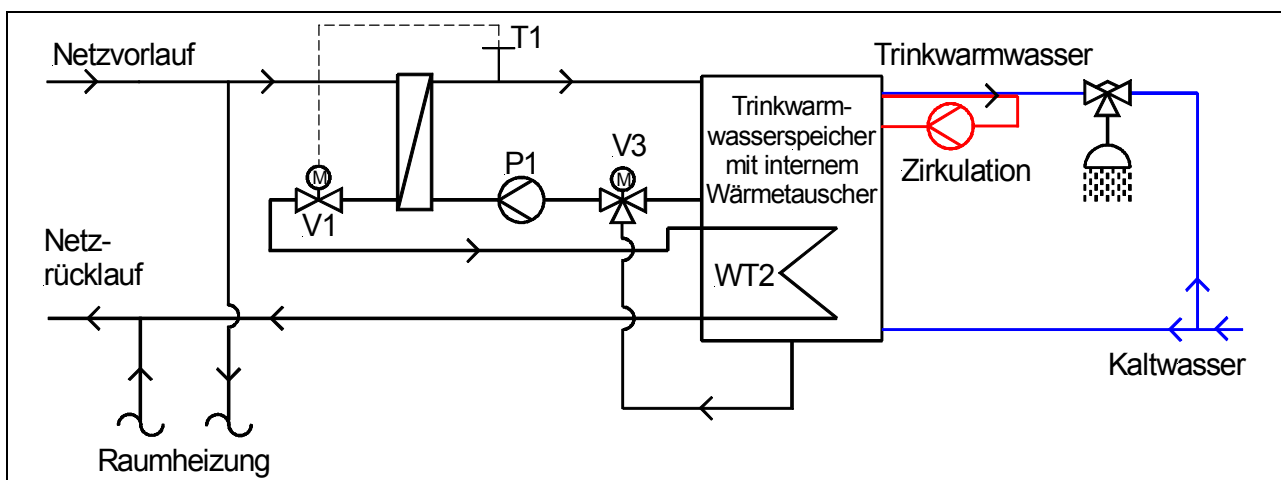 Netzvorlauf
T1
Trinkwarmwasser
Trinkwarm-
wasserspeicher
mit internem
Wärmetauscher
M
V1
P1
V3
M
Zirkulation
Netz-
rücklauf
WT2
Kaltwasser
Raumheizung